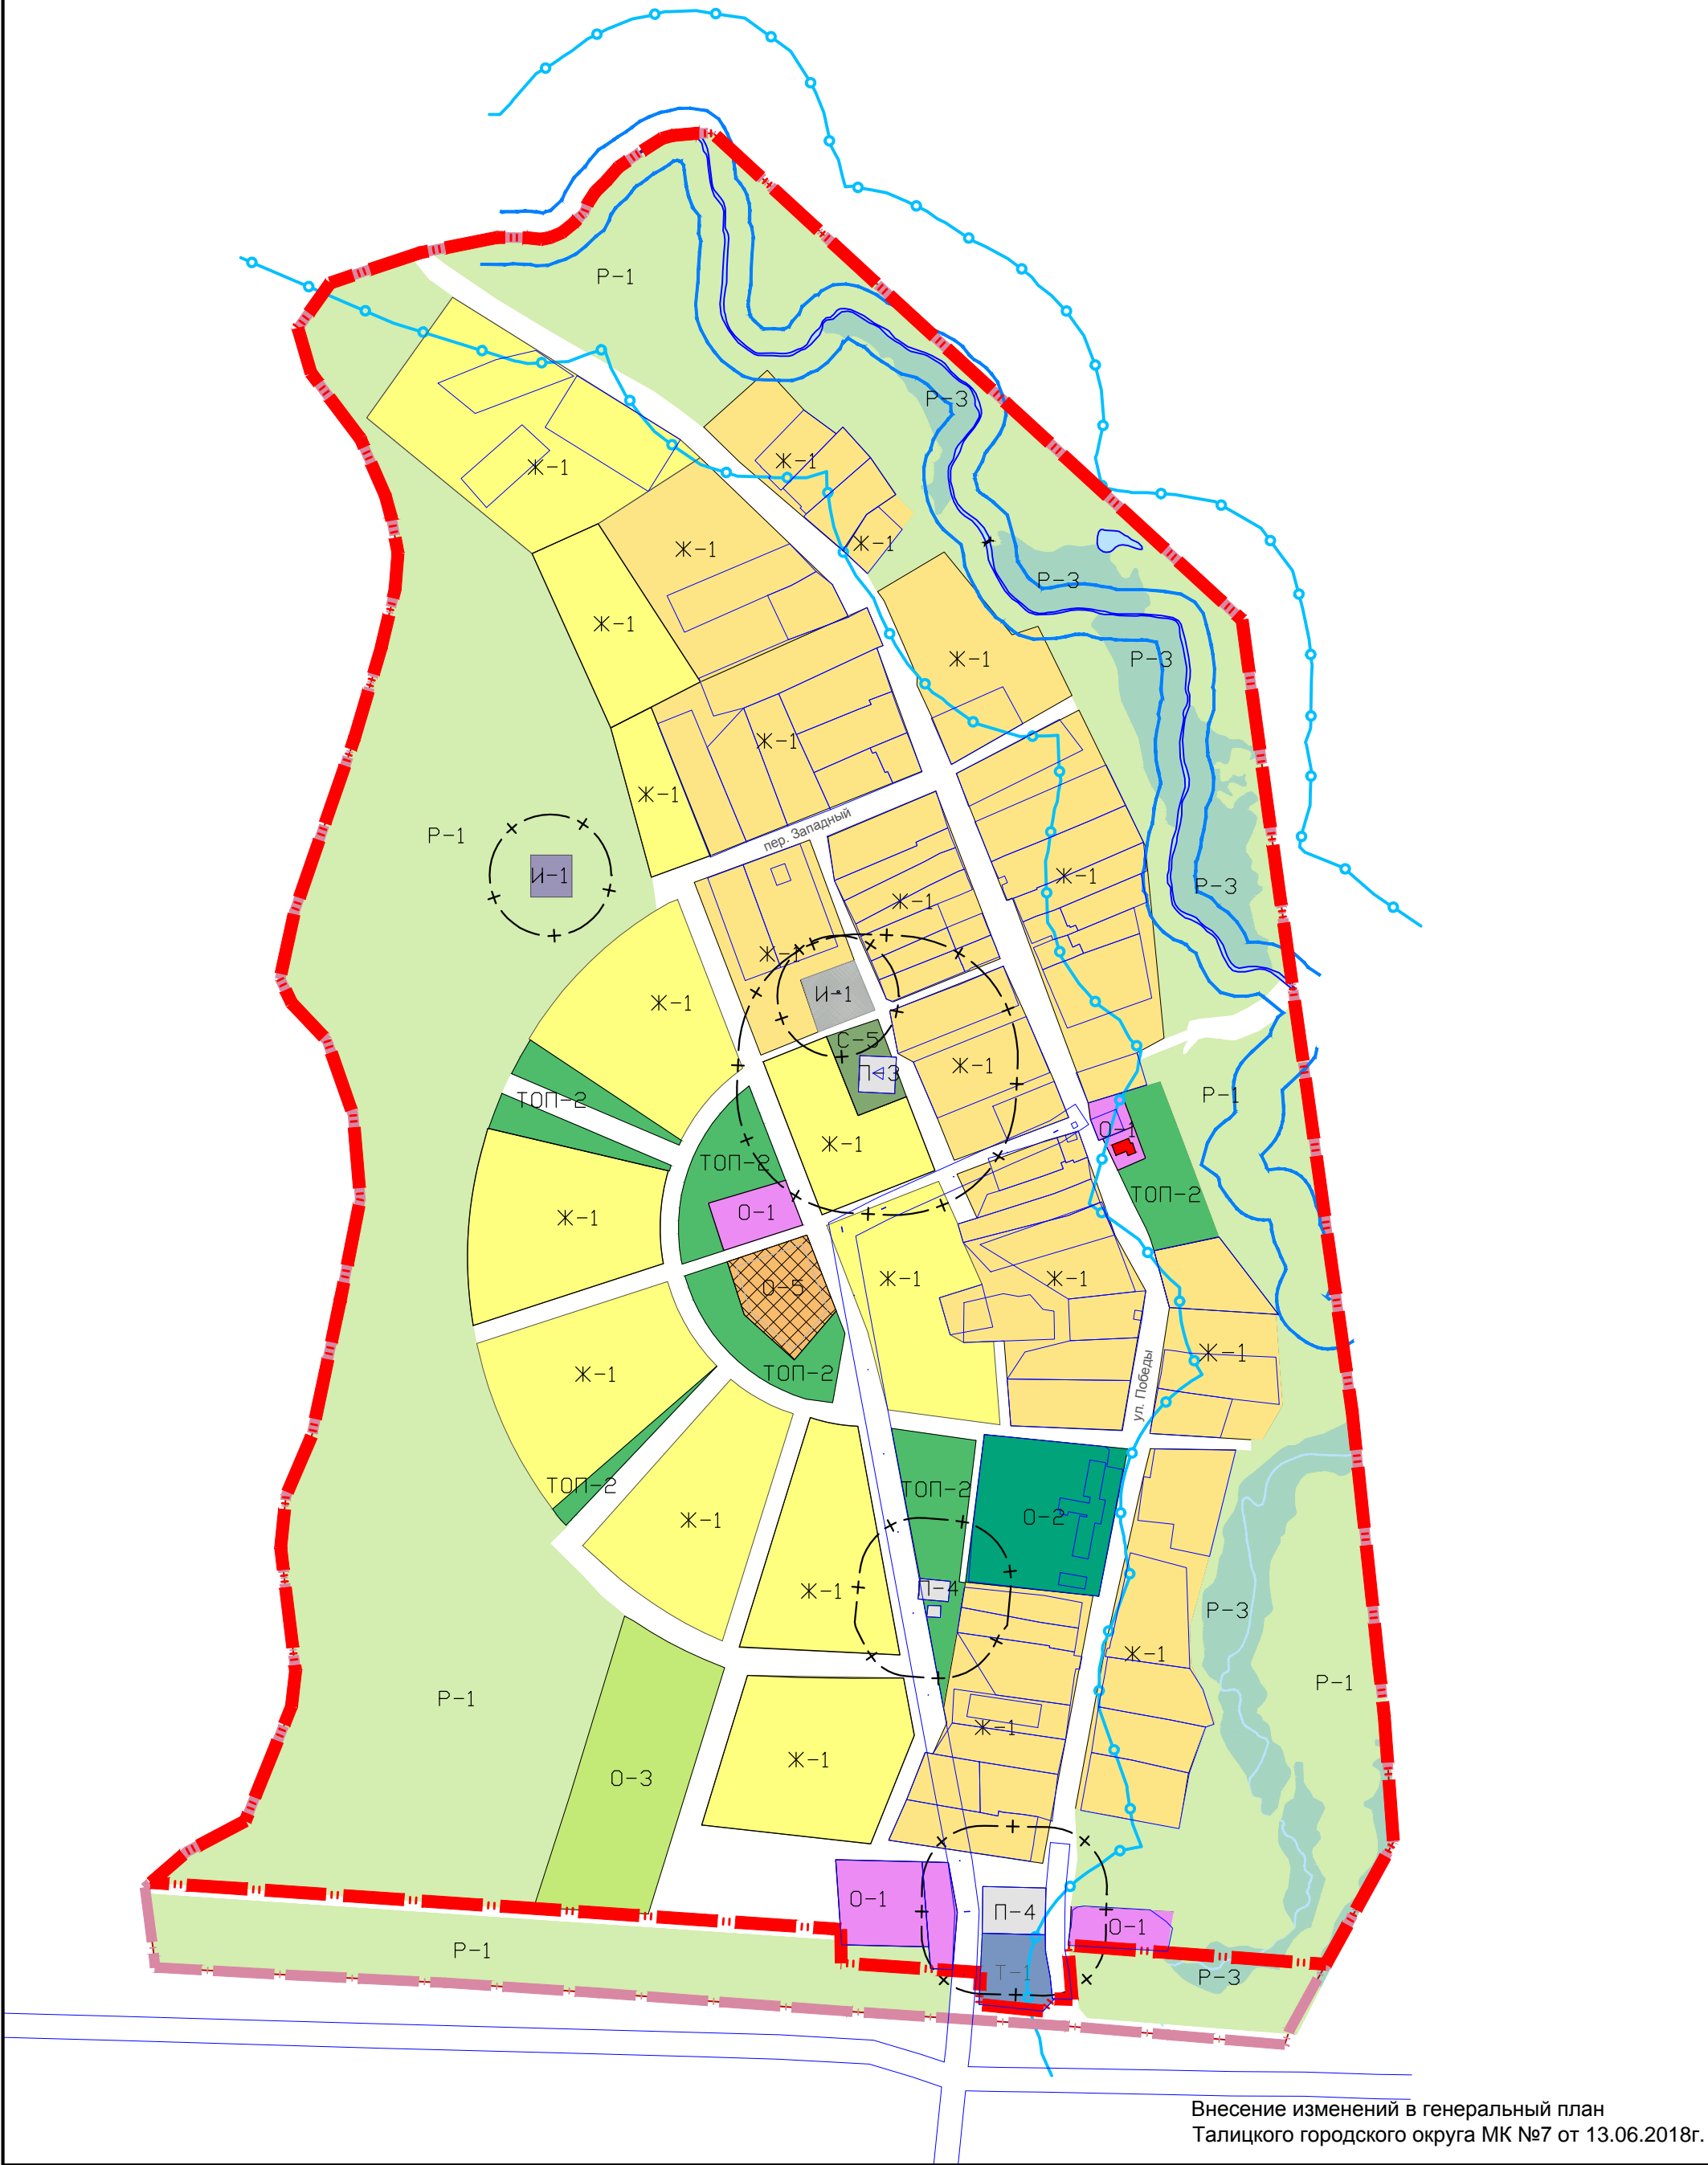 Р-1
Р-3
Ж-1
Ж-1
Ж-1
Ж-1
Р-3
Ж-1
Ж-1
Р-3
Ж-1
Ж-1
пер. Западный
Р-1
И-1
Ж-1
Ж-1
Р-3
Ж-1
И-1
Ж-1
С-5
П-3
Ж-1
Р-1
ТОП-2
О-1
Ж-1
ТОП-2
ТОП-2
О-1
Ж-1
Ж-1
Ж-1
О-5
Ж-1
Ж-1
ТОП-2
ул. Победы
ТОП-2
ТОП-2
Ж-1
О-2
Ж-1
П-4
Р-3
Ж-1
Р-1
Р-1
Ж-1
Ж-1
О-3
О-1
П-4
О-1
Р-1
Т-1
Р-3
Внесение изменений в генеральный план
Талицкого городского округа МК №7 от 13.06.2018г.